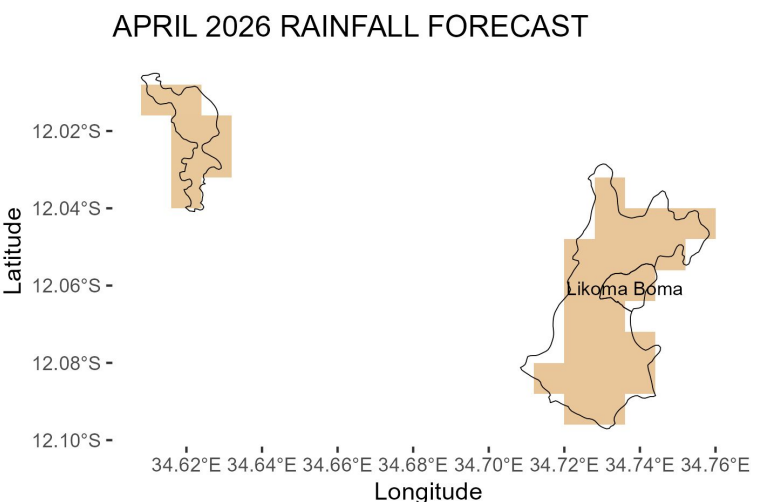 APRIL 2026 RAINFALL FORECAST
Latitude
12.02°S
12.04°S
12.06°S
12.08°S
12.10°S
Likoma Boma
34.62°E 34.64°E 34.66°E 34.68°E 34.70°E 34.72°E 34.74°E 34.76°E
Longitude